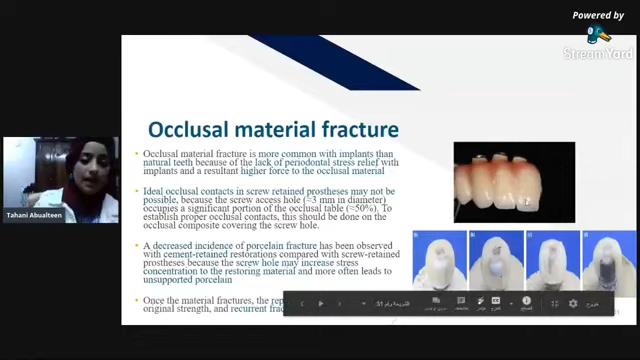 Powered by
StreamYard
Occlusal material fracture
Occlusal material fracture is more common with implants than
natural teeth because of the lack of periodontal stress relief with
implants and a resultant higher force to the occlusal material
Ideal occlusal contacts in screw retained prostheses may not be
possible, because the screw access hole (≈3 mm in diameter)
occupies a significant portion of the occlusal table (≈50%). To
establish proper occlusal contacts, this should be done on the
occlusal composite covering the screw hole.
A decreased incidence of porcelain fracture has been observed
with cement-retained restorations compared with screw-retained
prostheses because the screw hole may increase stress
concentration to the restoring material and more often leads to
unsupported porcelain
Once the material fractures, the
original strength, and recurrent
Tahani Abualteen
خروج